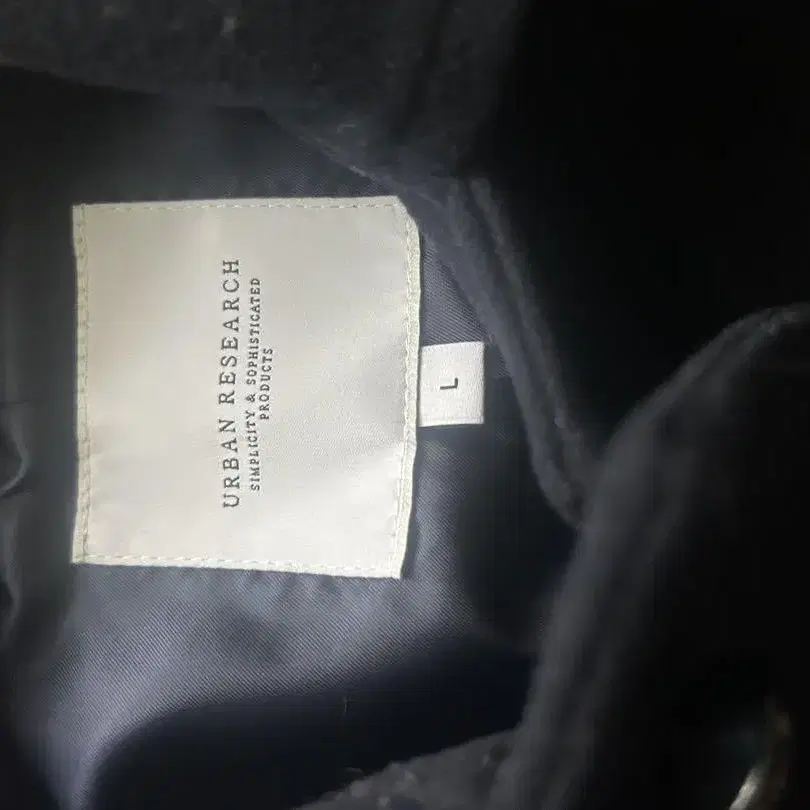 URBAN RESEARCH
SIMPLICITY & SOPHISTICATED
PRODUCTS
L